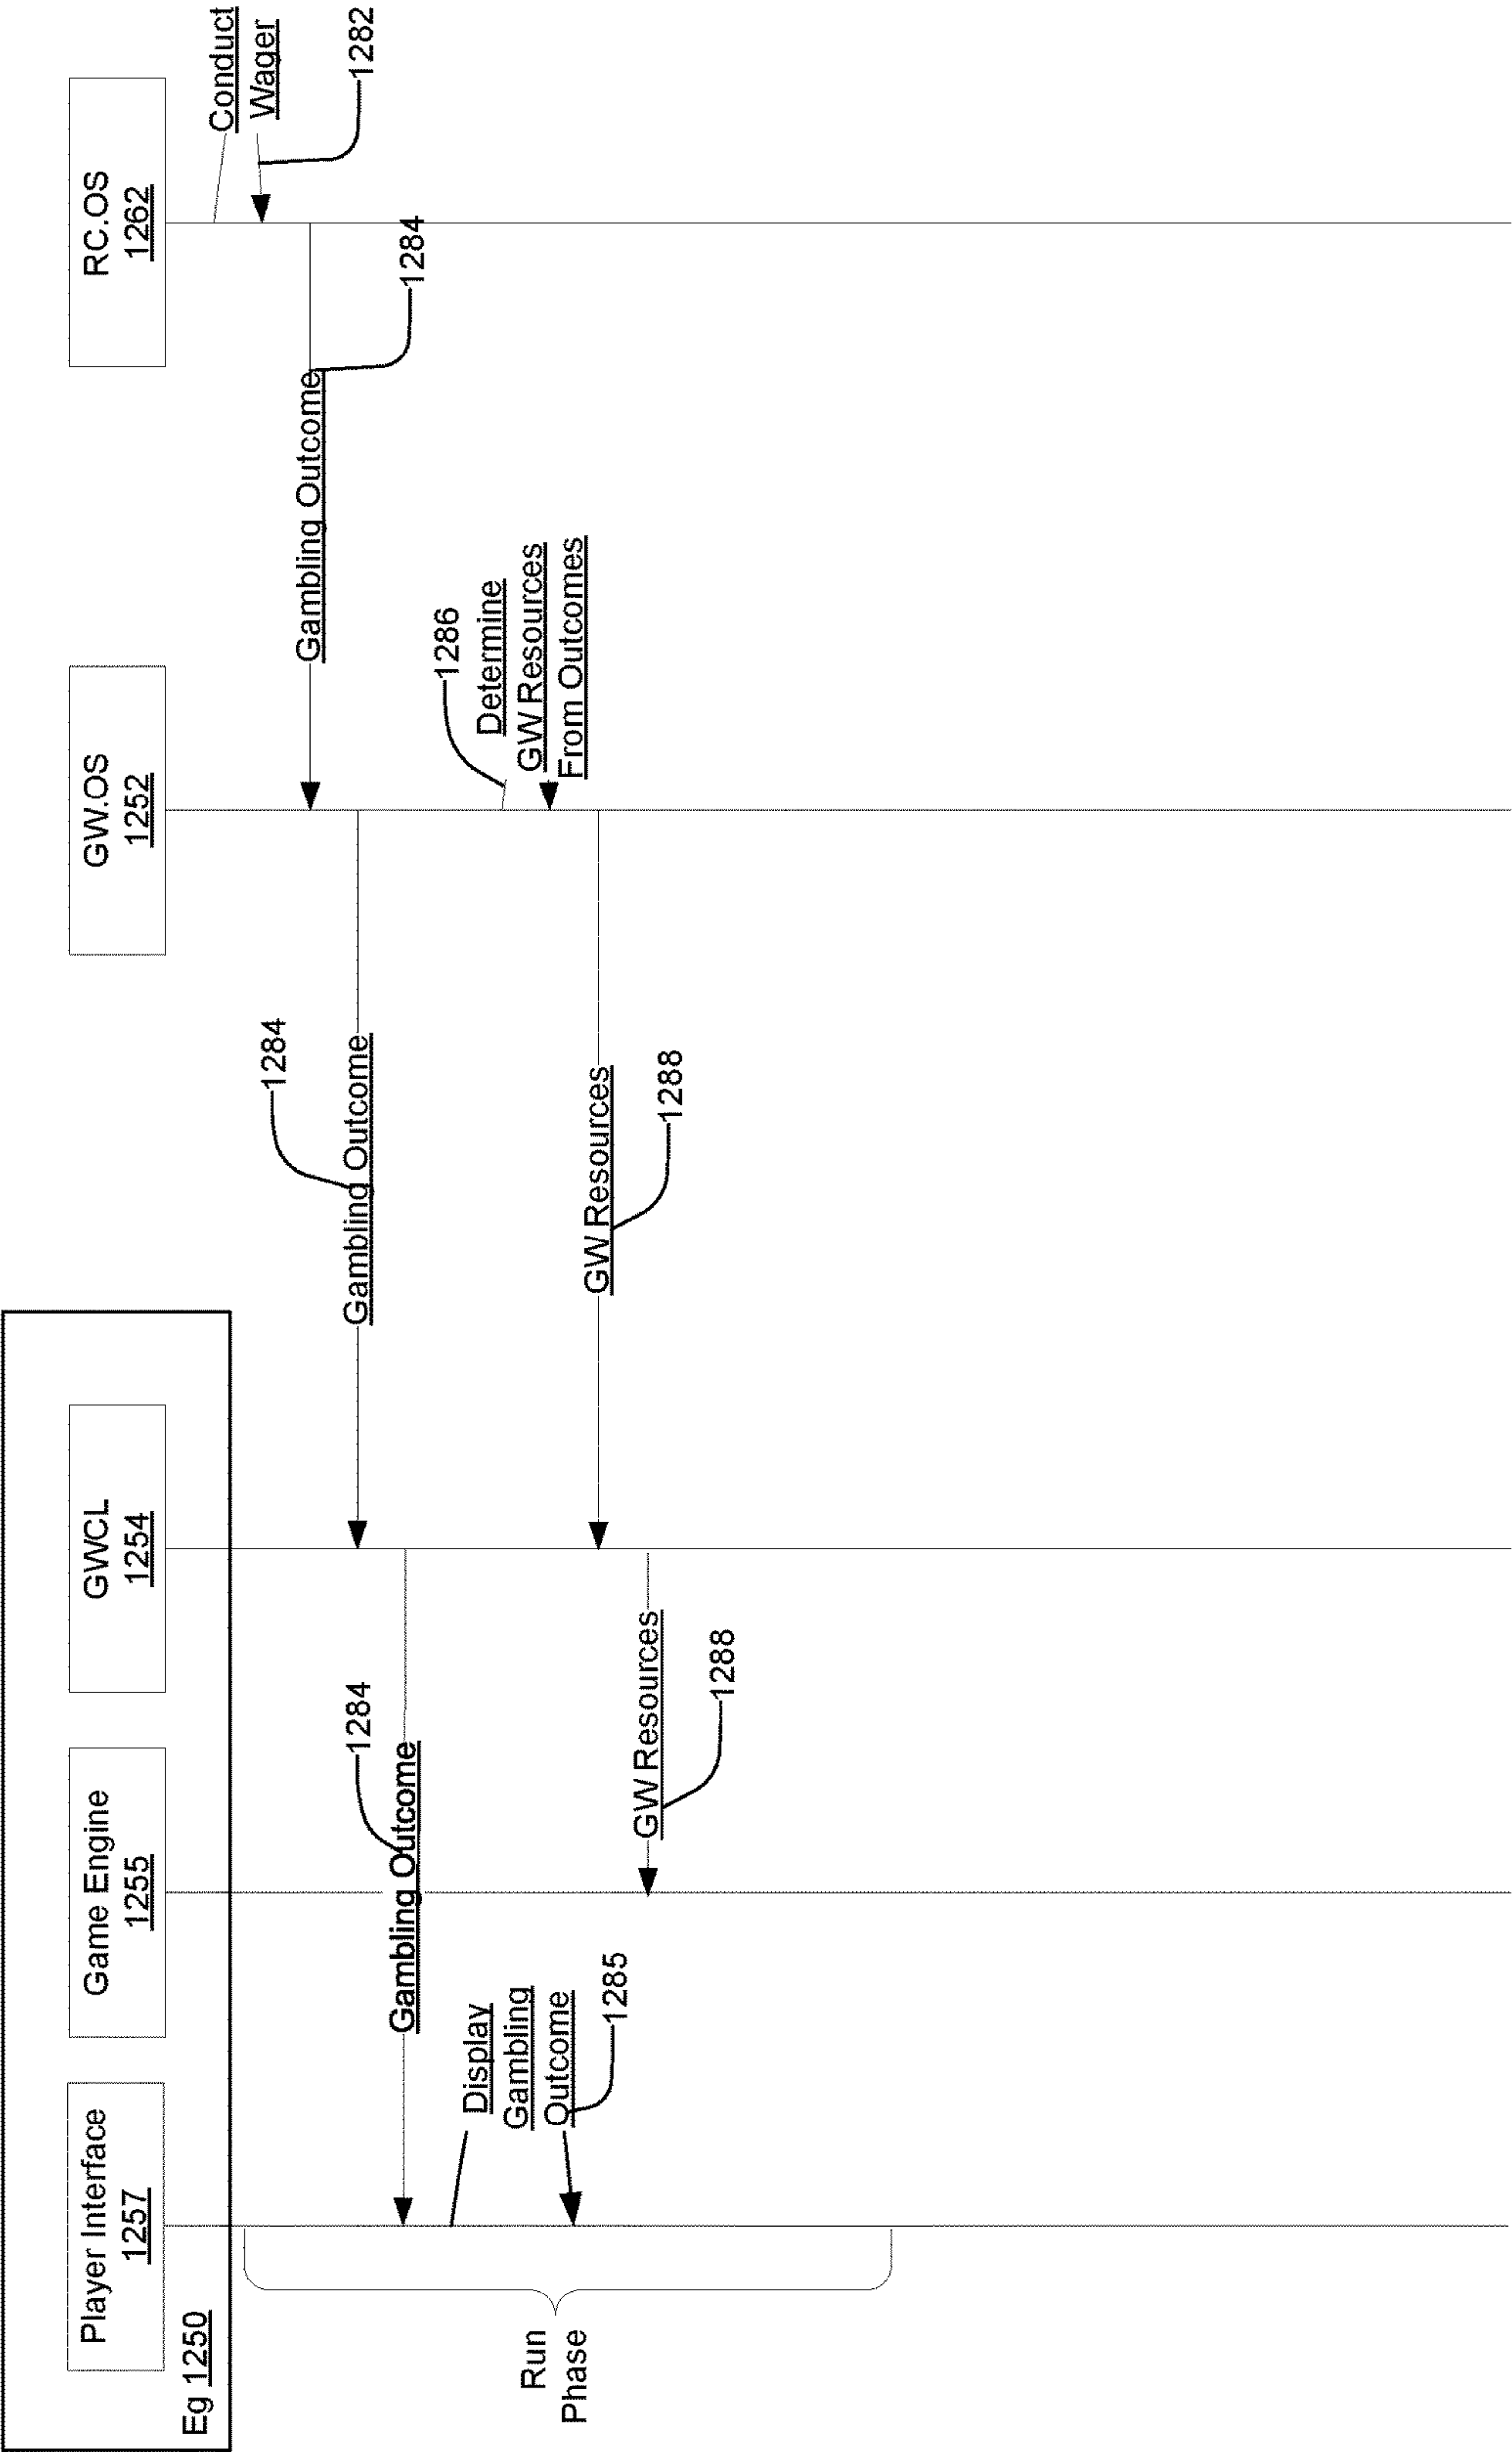 Eg 1250
Player Interface
1257
Game Engine
1255
GWCL
1254
GW.OS
1252
RC.OS
1262
Conduct
Wager
1282
Gambling Outcome
1284
Gambling Outcome
1284
Gambling Outcome
1284
Display
Gambling
Outcome
1285
1286
Determine
GW Resources
From Outcomes
GW Resources
1288
GW Resources
1288
Run
Phase